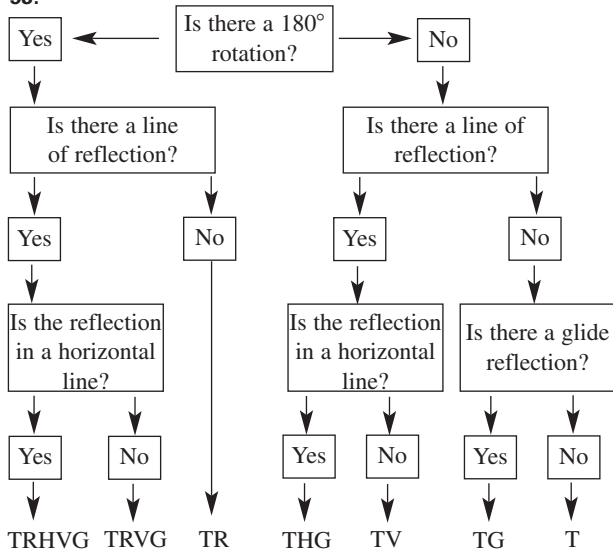 Is there a 180°
rotation?
Yes
No
Is there a line
of reflection?
Is there a line of
reflection?
Yes
No
Yes
No
Is the reflection
in a horizontal
line?
Is the reflection
in a horizontal
line?
Is there a glide
reflection?
Yes
No
Yes
No
Yes
No
TRHVG TRVG TR THG TV TG T